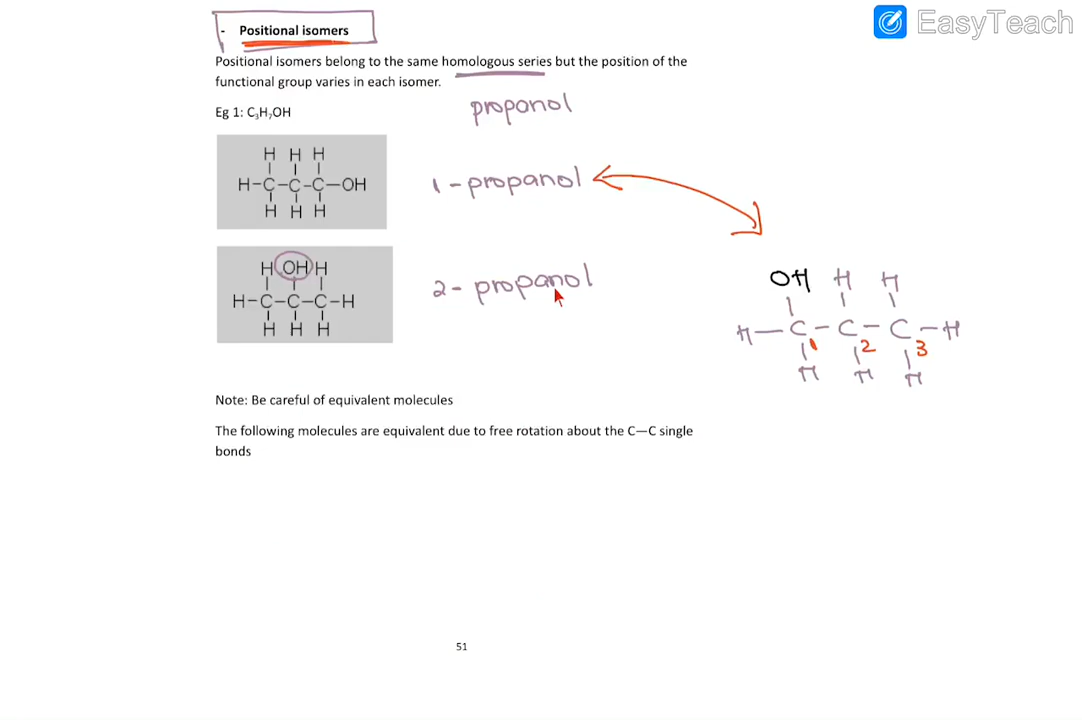 EasyTeach
- Positional isomers
Positional isomers belong to the same homologous series but the position of the
functional group varies in each isomer.
propanol
Eg 1: C₃H₇OH
H H H
H-C-C-C-OH
H H H
1-propanol
H OH H
H-C-C-C-H
H H H
2-propanol
OH H H
H-C-C-C-H
1 2 3
H H H
Note: Be careful of equivalent molecules
The following molecules are equivalent due to free rotation about the C—C single
bonds
51